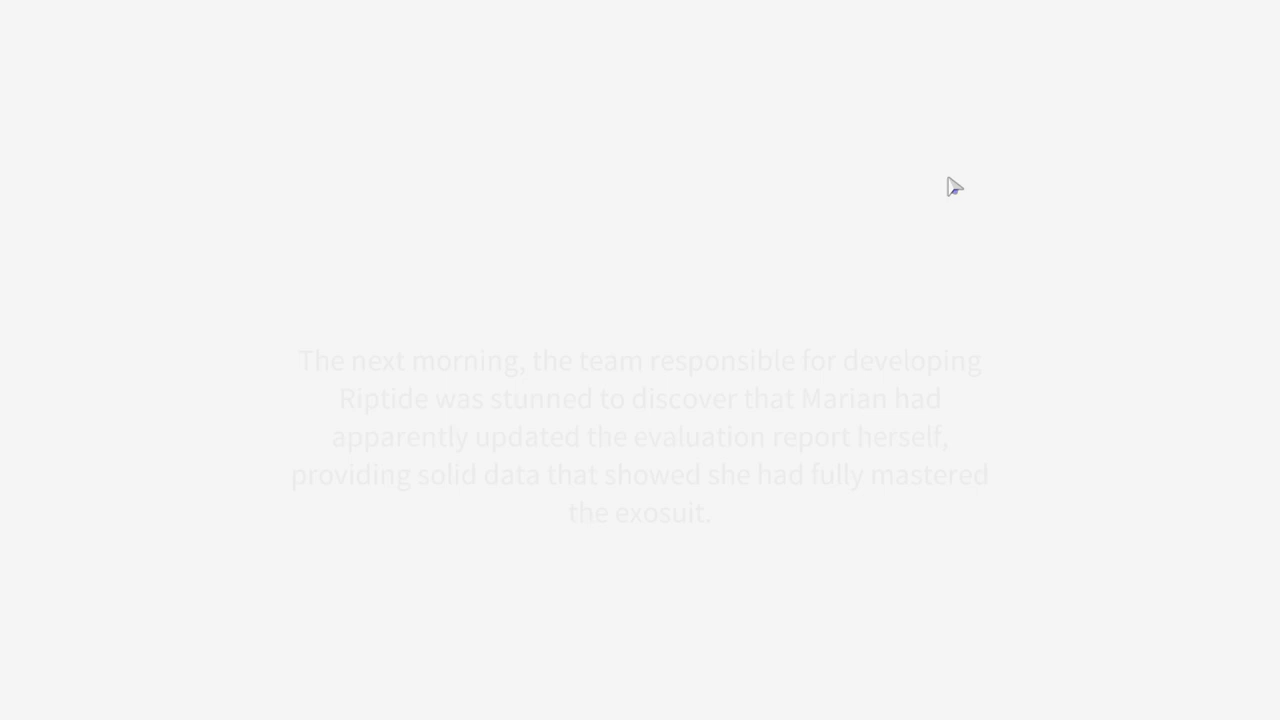 The next morning, the team responsible for developing
Riptide was stunned to discover that Marian had
apparently updated the evaluation report herself,
providing solid data that showed she had fully mastered
the exosuit.